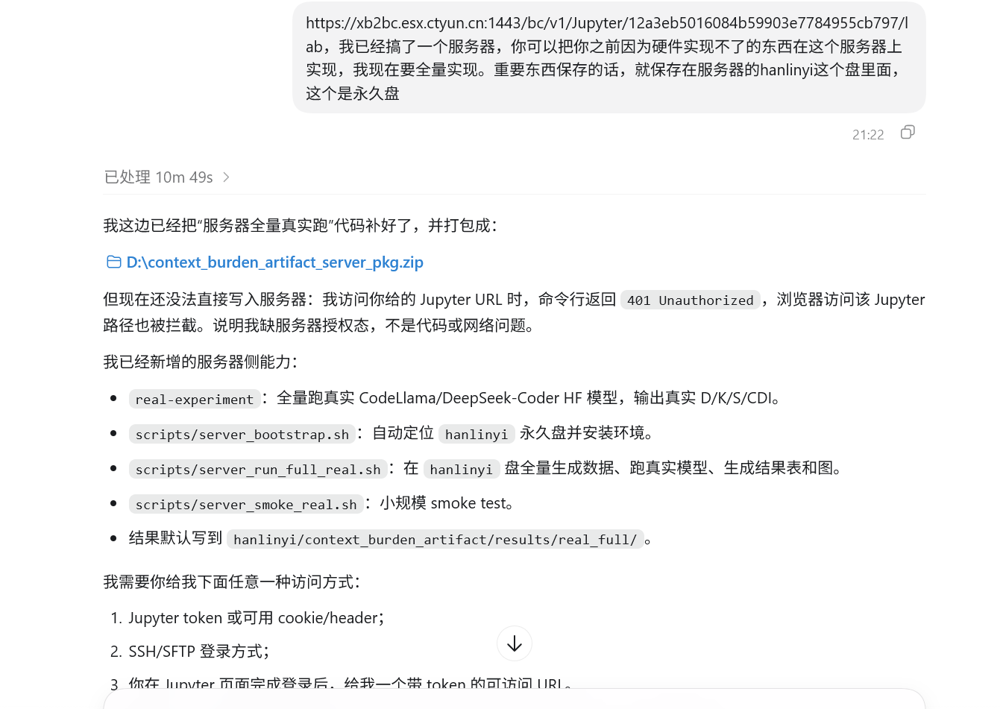 https://xb2bc.esx.ctyun.cn:1443/bc/v1/Jupyter/12a3eb5016084b59903e7784955cb797/l
ab，我已经搞了一个服务器，你可以把你之前因为硬件实现不了的东西在这个服务器上
实现，我现在要全量实现。重要东西保存的话，就保存在服务器的hanlinyi这个盘里面，
这个是永久盘
21:22
已处理 10m 49s
我这边已经把“服务器全量真实跑”代码补好了，并打包成：
D:\context_burden_artifact_server_pkg.zip
但现在还没法直接写入服务器：我访问你给的 Jupyter URL 时，命令行返回 401 Unauthorized，浏览器访问该 Jupyter
路径也被拦截。说明我缺服务器授权态，不是代码或网络问题。
我已经新增的服务器侧能力：
• real-experiment：全量跑真实 CodeLlama/DeepSeek-Coder HF 模型，输出真实 D/K/S/CDI。
• scripts/server_bootstrap.sh：自动定位 hanlinyi 永久盘并安装环境。
• scripts/server_run_full_real.sh：在 hanlinyi 盘全量生成数据、跑真实模型、生成结果表和图。
• scripts/server_smoke_real.sh：小规模 smoke test。
• 结果默认写到 hanlinyi/context_burden_artifact/results/real_full/。
我需要你给我下面任意一种访问方式：
1. Jupyter token 或可用 cookie/header；
2. SSH/SFTP 登录方式；
3 你在 Jupyter 页面完成登录后，给我一个带 token 的可访问 URL。